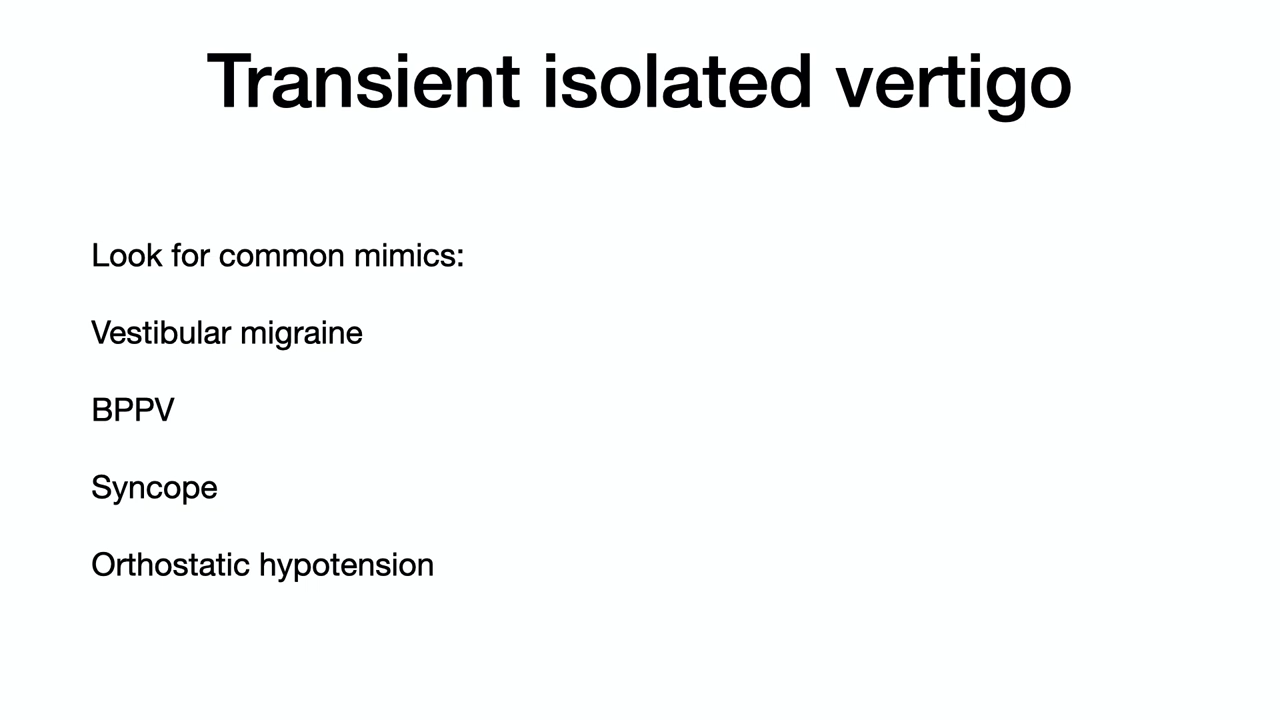 Transient isolated vertigo
Look for common mimics:
Vestibular migraine
BPPV
Syncope
Orthostatic hypotension